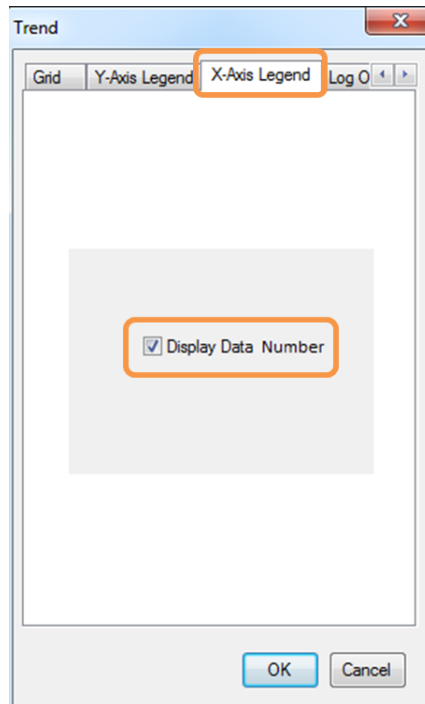 Trend
Grid Y-Axis Legend X-Axis Legend Log O
Display Data Number
OK Cancel